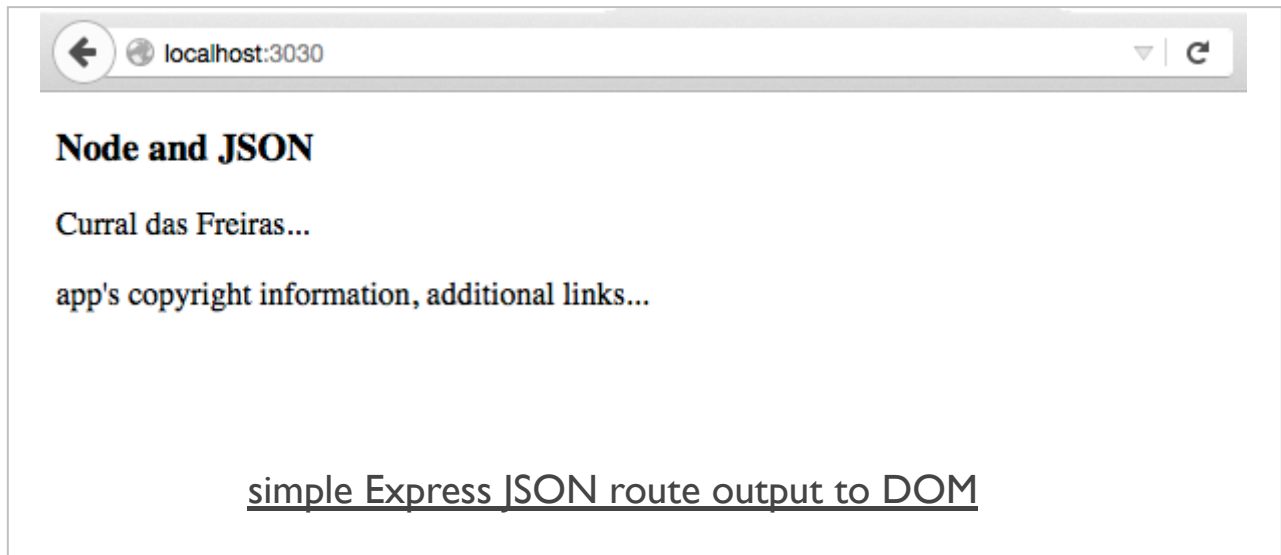 localhost:3030
Node and JSON
Curral das Freiras...
app's copyright information, additional links...
simple Express JSON route output to DOM